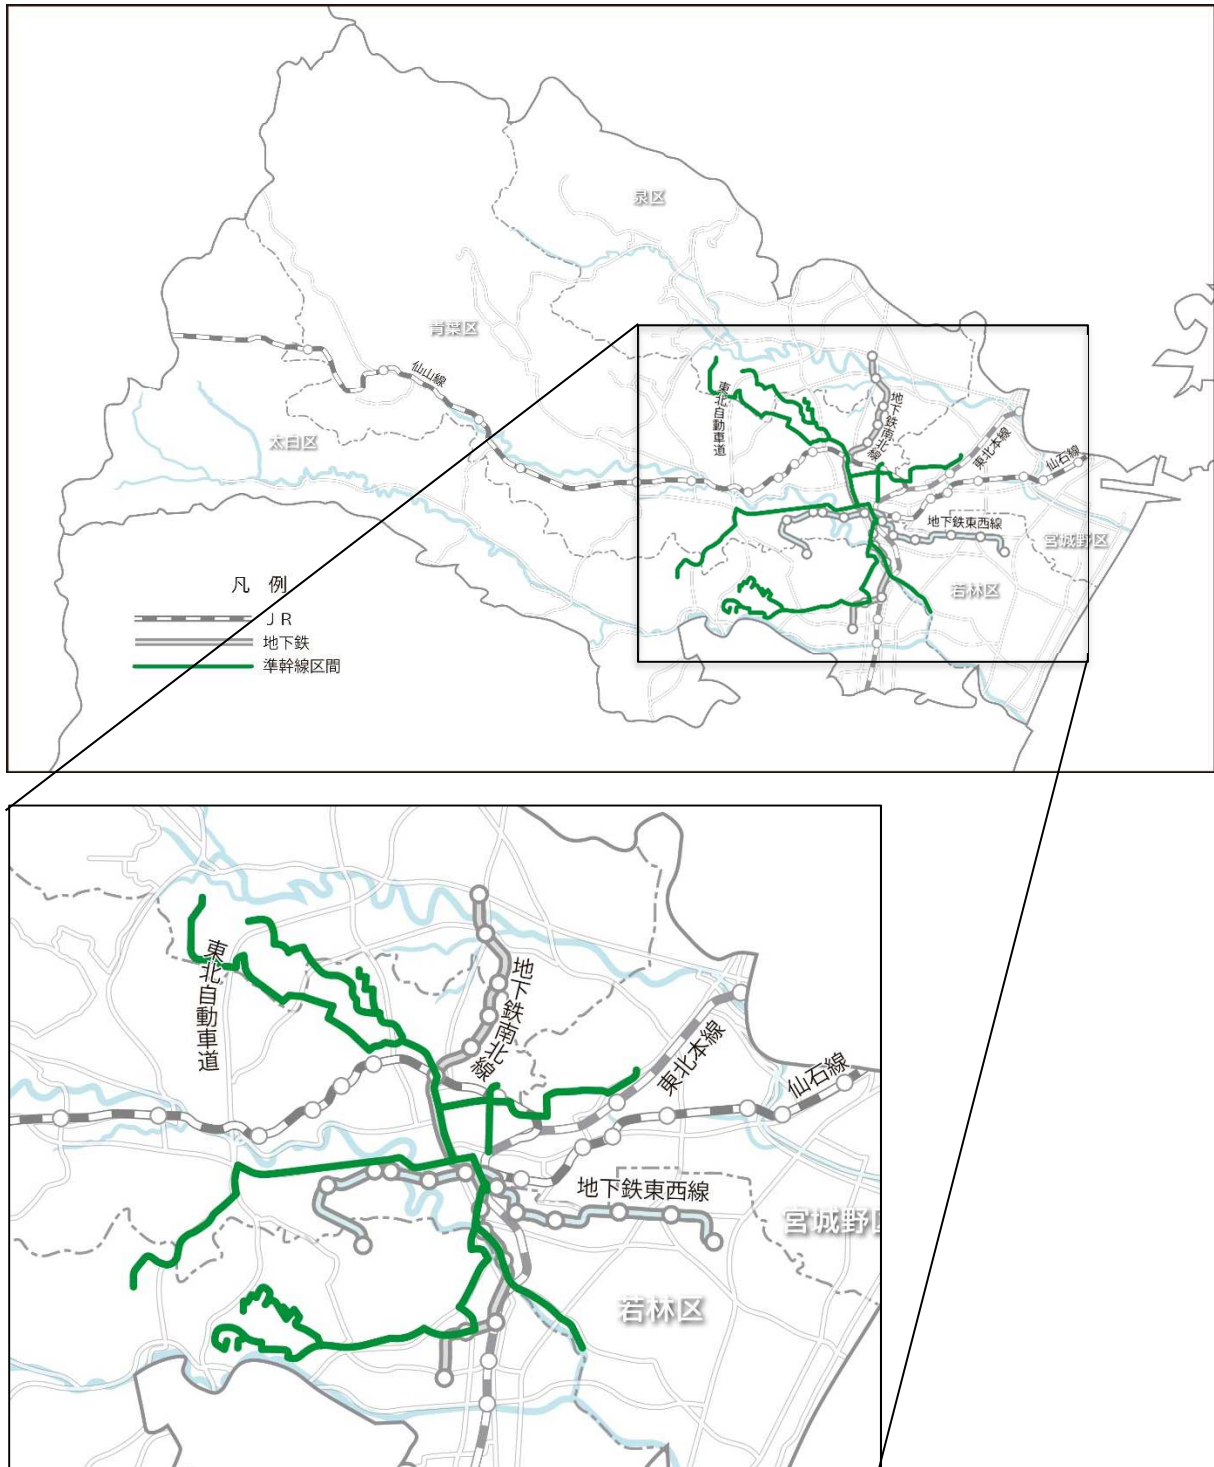 泉区
青葉区
仙山線
太白区
東北自動車道
地下鉄南北線
東北本線
仙石線
地下鉄東西線
宮城野区
若林区
凡 例
ＪＲ
地下鉄
準幹線区間
東北自動車道
地下鉄南北線
東北本線
仙石線
地下鉄東西線
宮城野区
若林区